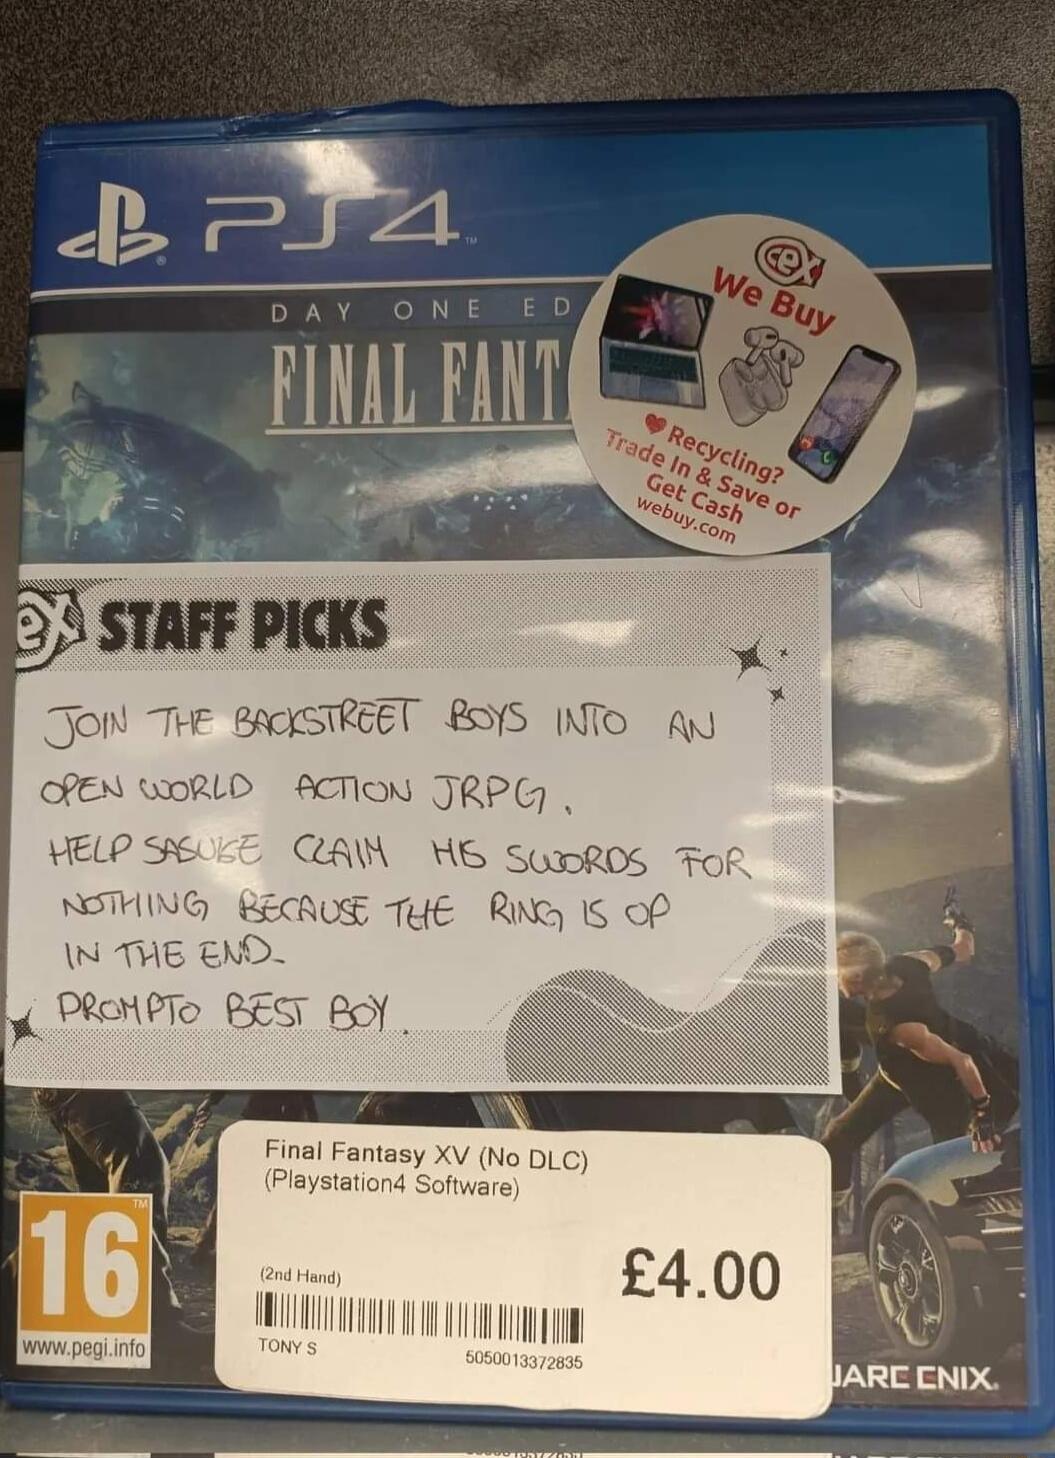 PS4
DAY ONE ED
FINAL FANT
cex
We Buy
Recycling?
Trade In & Save or
Get Cash
webuy.com
ex STAFF PICKS
JOIN THE BACKSTREET BOYS INTO AN
OPEN WORLD ACTION JRPG.
HELP SASUKE CLAIM HIS SWORDS FOR
NOTHING BECAUSE THE RING IS OP
IN THE END.
PROMPTO BEST BOY.
Final Fantasy XV (No DLC)
(Playstation4 Software)
£4.00
(2nd Hand)
TONY S
5050013372835
16
www.pegi.info
UARE ENIX.